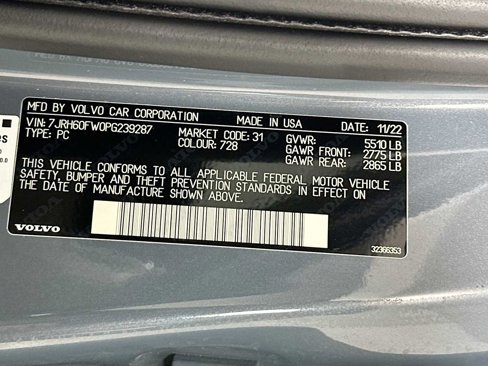 MFD BY VOLVO CAR CORPORATION MADE IN USA DATE: 11/22
VIN: 7JRH60FW0PG239287 MARKET CODE: 31 GVWR: 5510 LB
TYPE: PC COLOUR: 728 GAWR FRONT: 2775 LB
GAWR REAR: 2865 LB
THIS VEHICLE CONFORMS TO ALL APPLICABLE FEDERAL MOTOR VEHICLE
SAFETY, BUMPER AND THEFT PREVENTION STANDARDS IN EFFECT ON
THE DATE OF MANUFACTURE SHOWN ABOVE.
VOLVO
32366353